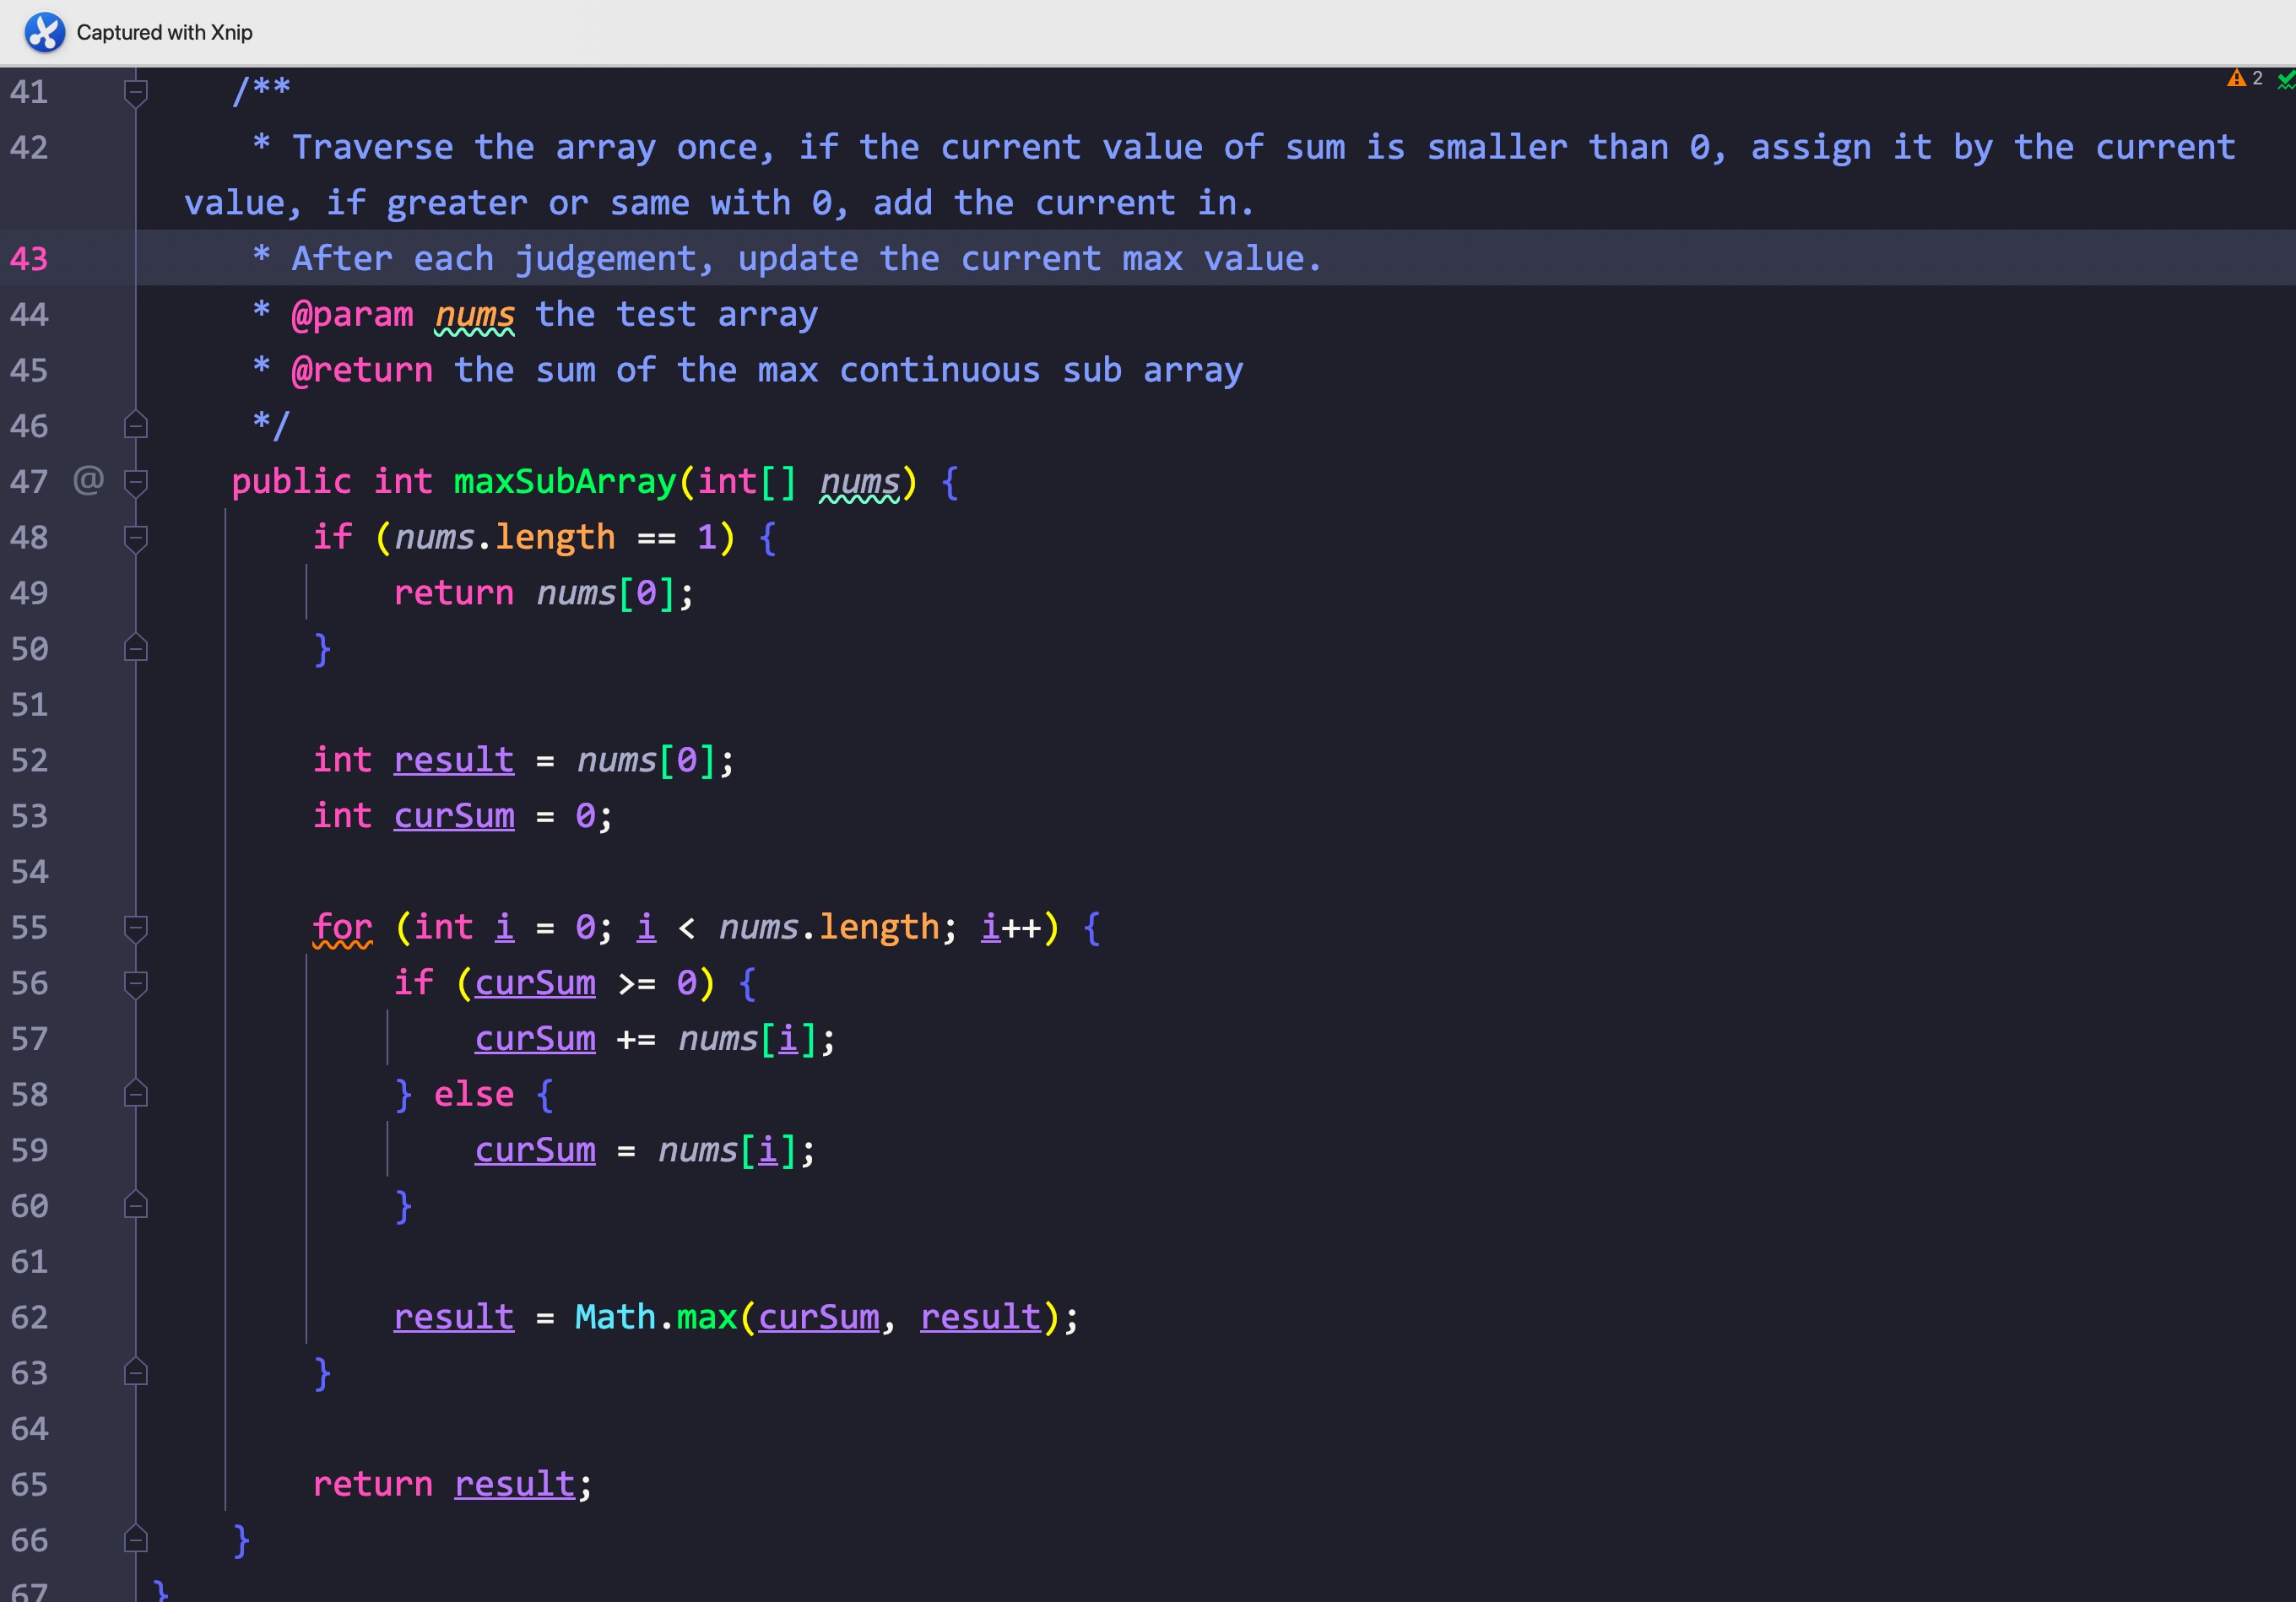 Captured with Xnip
2
41 /**
42 * Traverse the array once, if the current value of sum is smaller than 0, assign it by the current
value, if greater or same with 0, add the current in.
43 * After each judgement, update the current max value.
44 * @param nums the test array
45 * @return the sum of the max continuous sub array
46 */
47 @ public int maxSubArray(int[] nums) {
48 if (nums.length == 1) {
49 return nums[0];
50 }
51
52 int result = nums[0];
53 int curSum = 0;
54
55 for (int i = 0; i < nums.length; i++) {
56 if (curSum >= 0) {
57 curSum += nums[i];
58 } else {
59 curSum = nums[i];
60 }
61
62 result = Math.max(curSum, result);
63 }
64
65 return result;
66 }
67 }